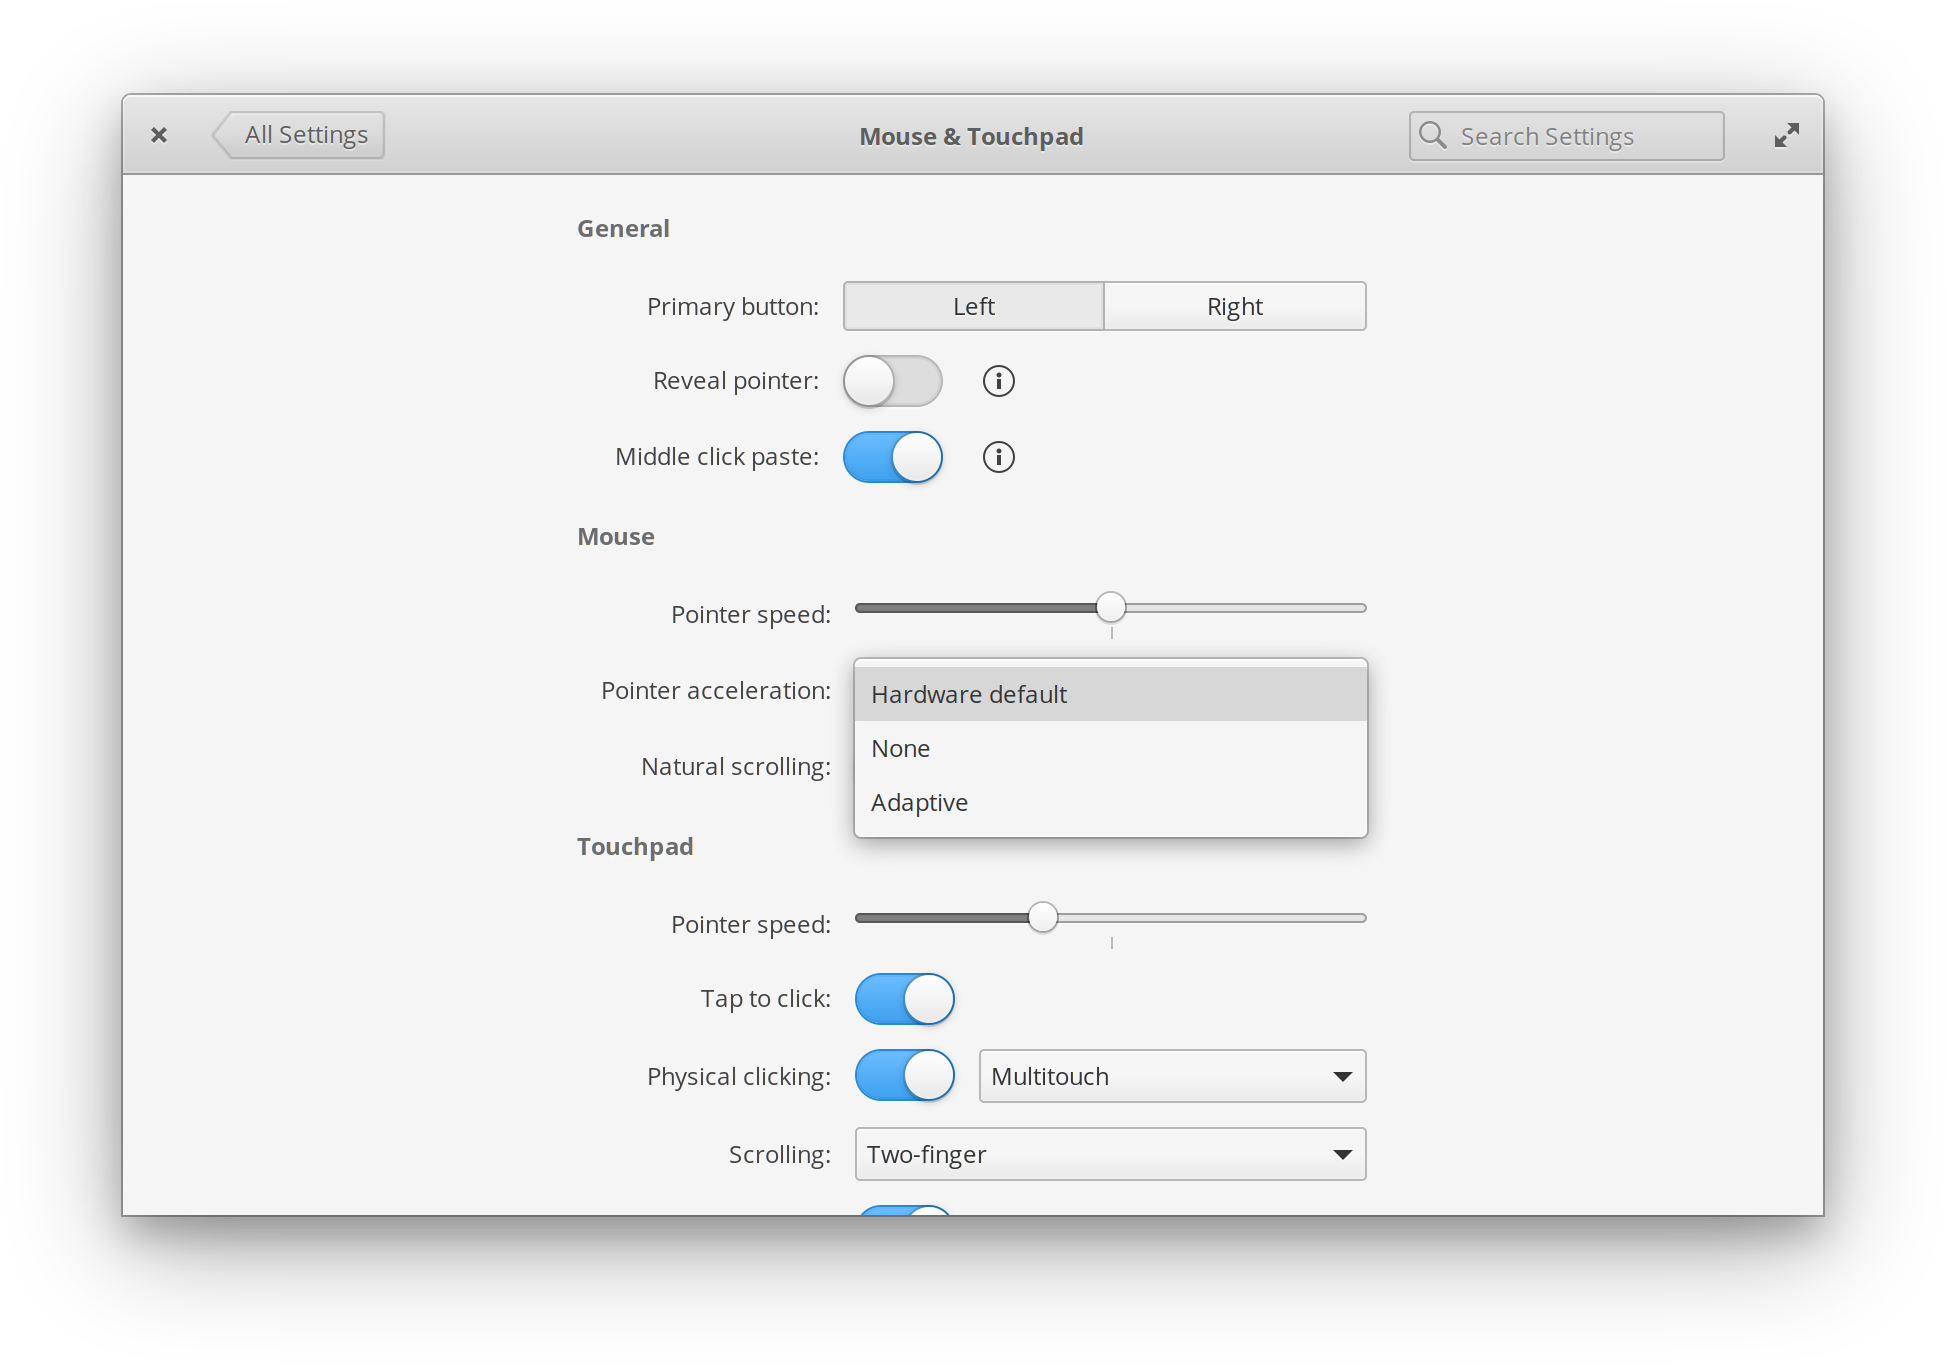 All Settings
Mouse & Touchpad
Search Settings
General
Primary button:
Left
Right
Reveal pointer:
Middle click paste:
Mouse
Pointer speed:
Pointer acceleration:
Hardware default
None
Adaptive
Natural scrolling:
Touchpad
Pointer speed:
Tap to click:
Physical clicking:
Multitouch
Scrolling:
Two-finger